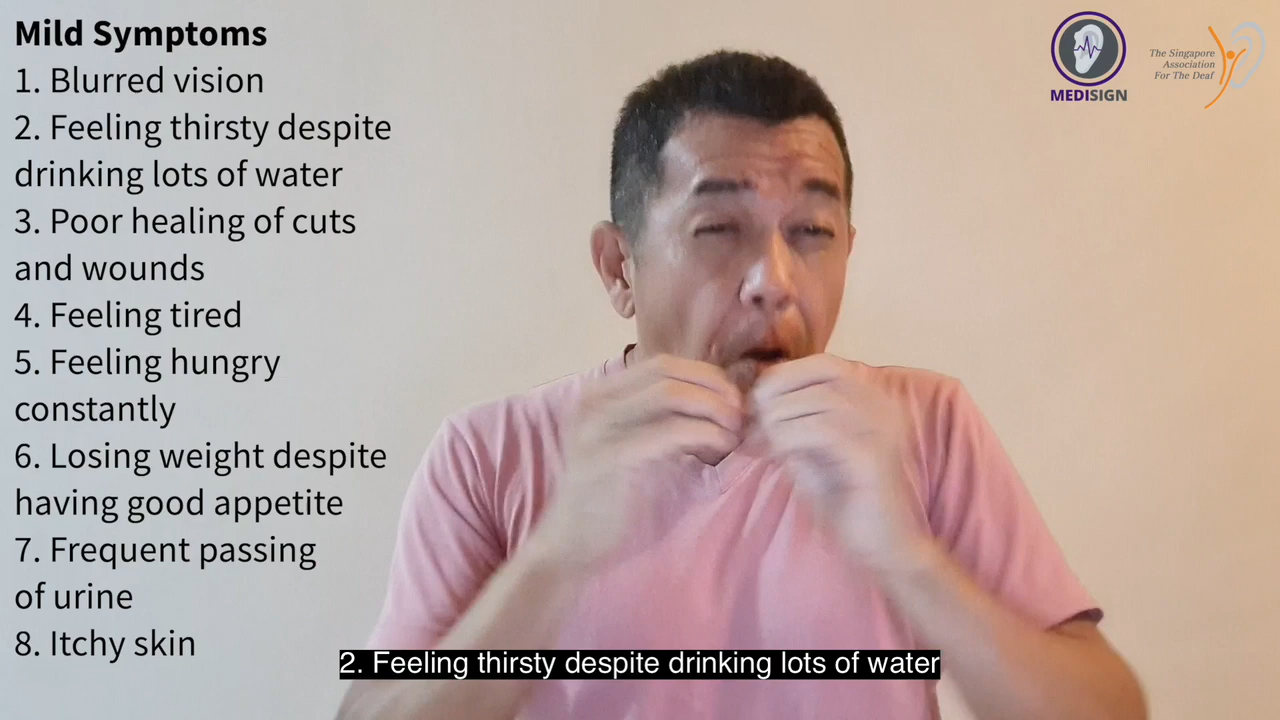 Mild Symptoms
1. Blurred vision
2. Feeling thirsty despite
drinking lots of water
3. Poor healing of cuts
and wounds
4. Feeling tired
5. Feeling hungry
constantly
6. Losing weight despite
having good appetite
7. Frequent passing
of urine
8. Itchy skin
MEDISIGN
The Singapore
Association
For The Deaf
2. Feeling thirsty despite drinking lots of water